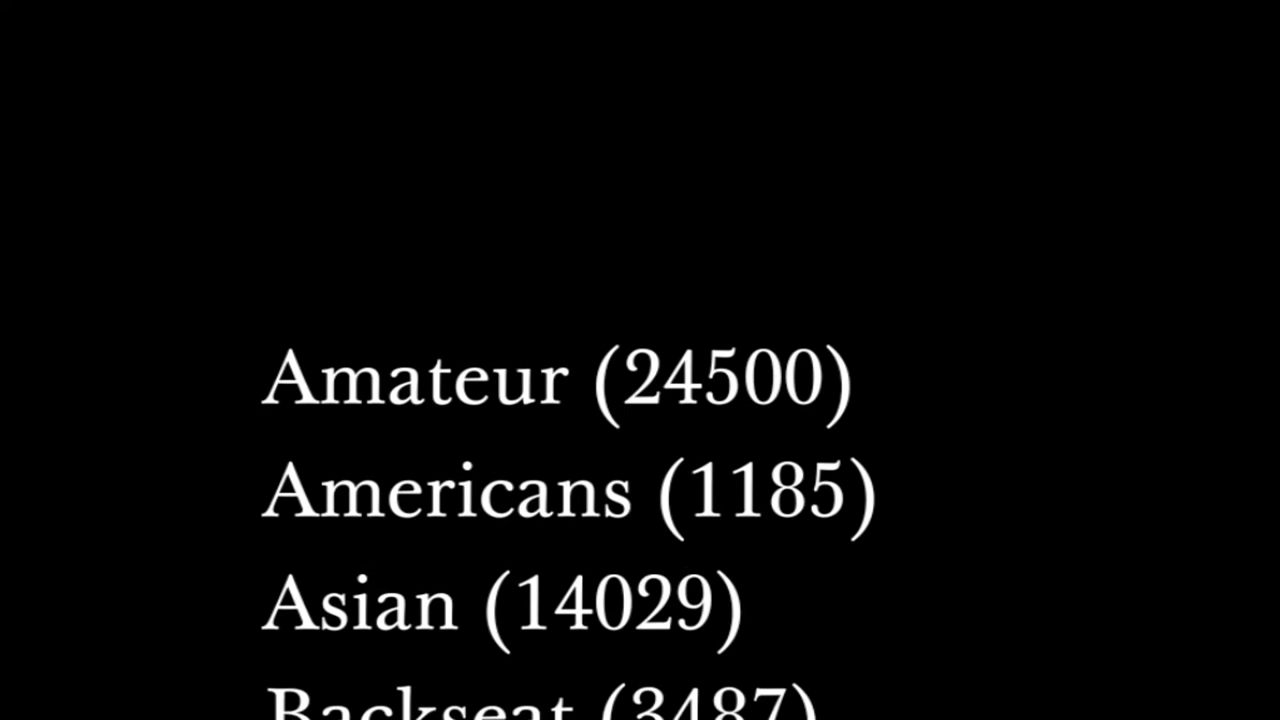 Amateur (24500)
Americans (1185)
Asian (14029)
Backseat (3487)